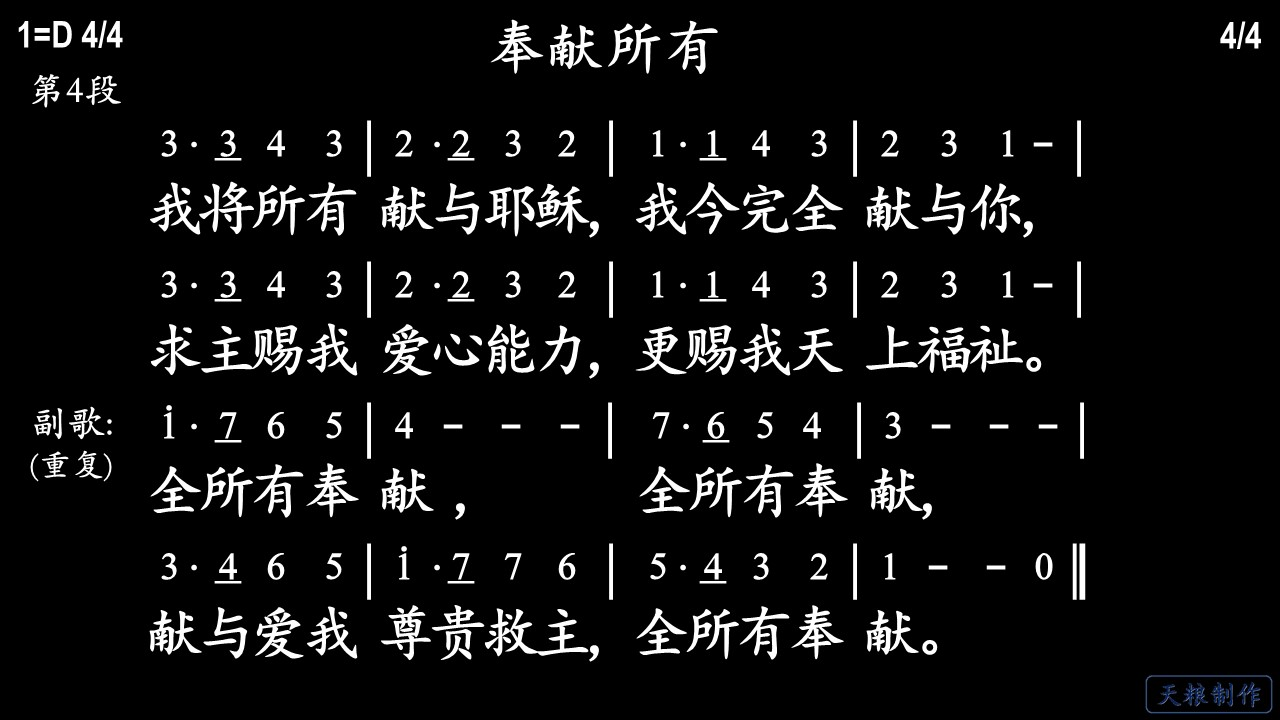 1=D 4/4
奉献所有
4/4
第4段
3· 3 4 3 | 2 ·2 3 2 | 1· 1 4 3 | 2 3 1 – |
我将所有 献与耶稣, 我今完全 献与你,
3· 3 4 3 | 2 ·2 3 2 | 1· 1 4 3 | 2 3 1 – |
求主赐我 爱心能力, 更赐我天 上福祉。
副歌: i· 7 6 5 | 4 – – – | 7· 6 5 4 | 3 – – – |
(重复)
全所有奉 献 , 全所有奉 献,
3· 4 6 5 | i ·7 7 6 | 5· 4 3 2 | 1 – – 0 ‖
献与爱我 尊贵救主, 全所有奉 献。
天粮制作